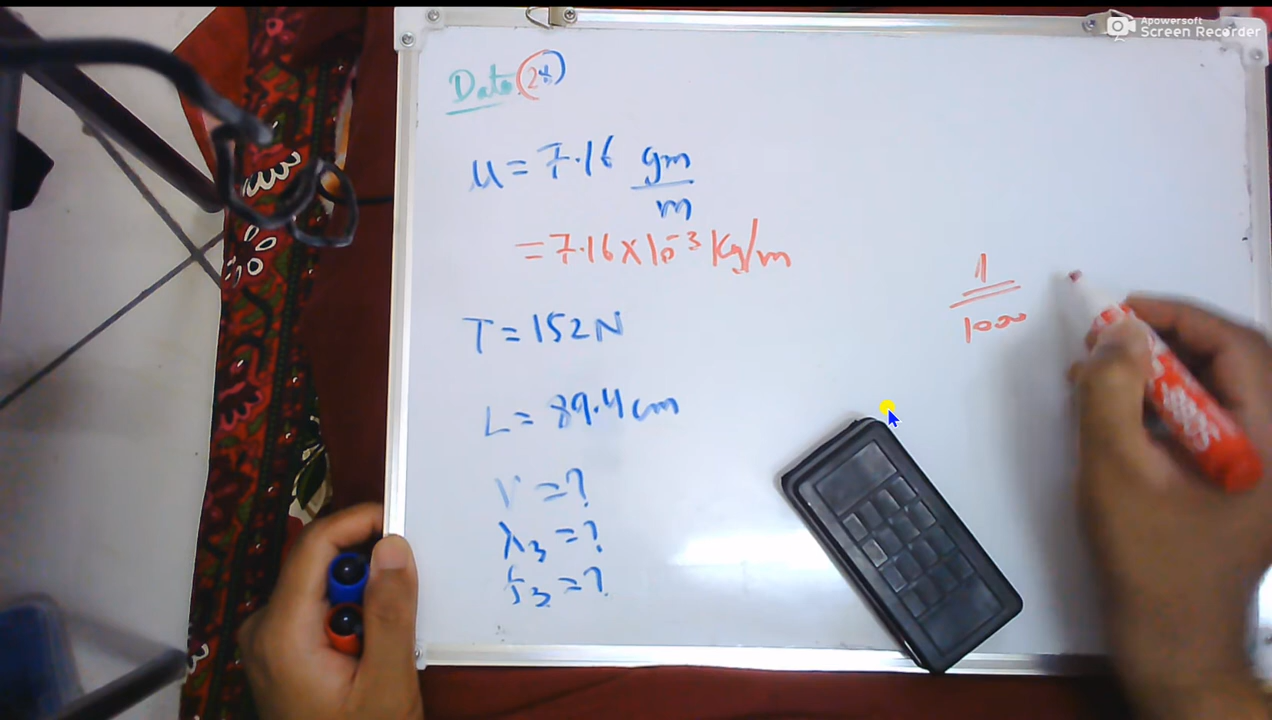 Data (28)
μ = 7.16 gm/m
= 7.16 x 10⁻³ Kg/m
T = 152 N
L = 89.4 cm
V = ?
λ₃ = ?
f₃ = ?
1
1000
Apowersoft
Screen Recorder